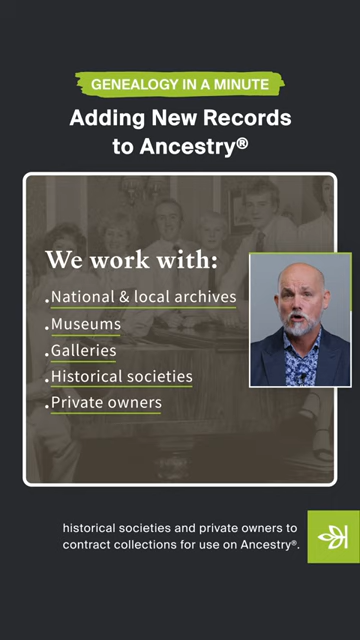 GENEALOGY IN A MINUTE
Adding New Records
to Ancestry®
We work with:
.National & local archives
.Museums
.Galleries
.Historical societies
.Private owners
historical societies and private owners to
contract collections for use on Ancestry®.